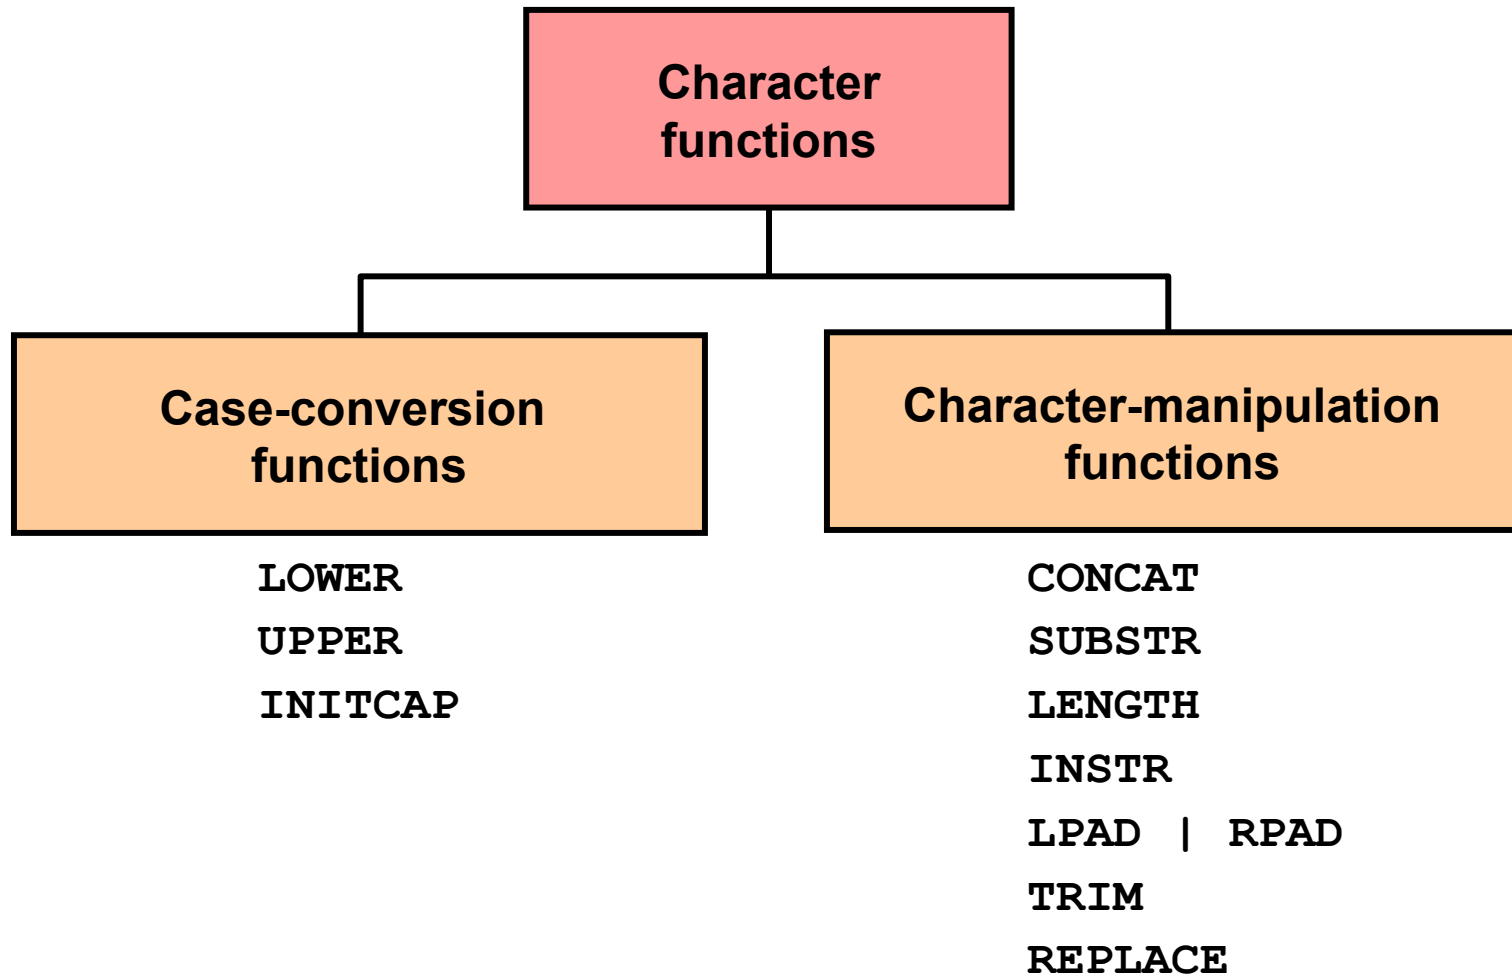 Character
functions
Case-conversion
functions
Character-manipulation
functions
LOWER
UPPER
INITCAP
CONCAT
SUBSTR
LENGTH
INSTR
LPAD | RPAD
TRIM
REPLACE